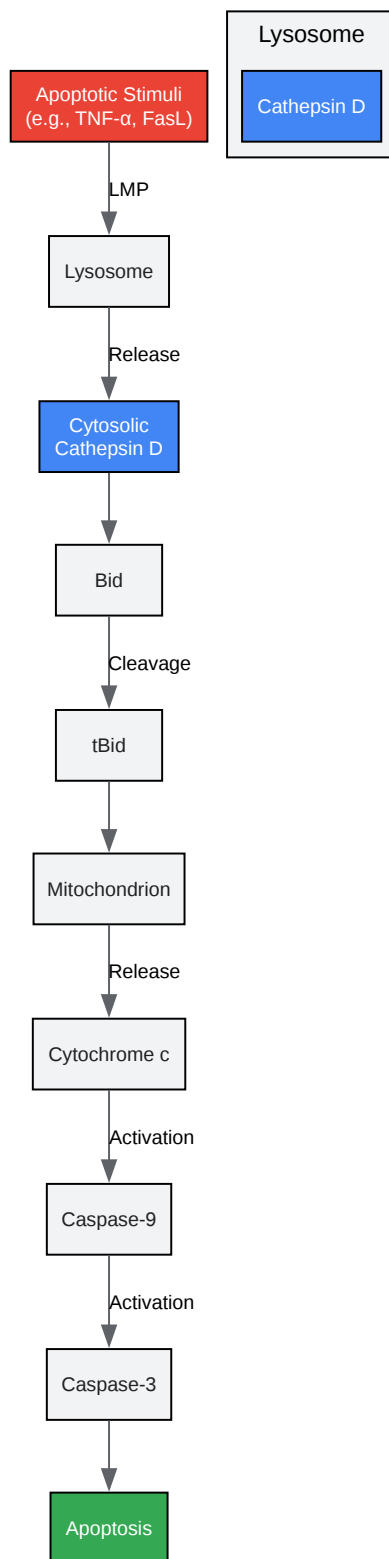 Lysosome
Cathepsin D
Apoptotic Stimuli
(e.g., TNF-α, FasL)
LMP
Lysosome
Release
Cytosolic
Cathepsin D
Bid
Cleavage
tBid
Mitochondrion
Release
Cytochrome c
Activation
Caspase-9
Activation
Caspase-3
Apoptosis